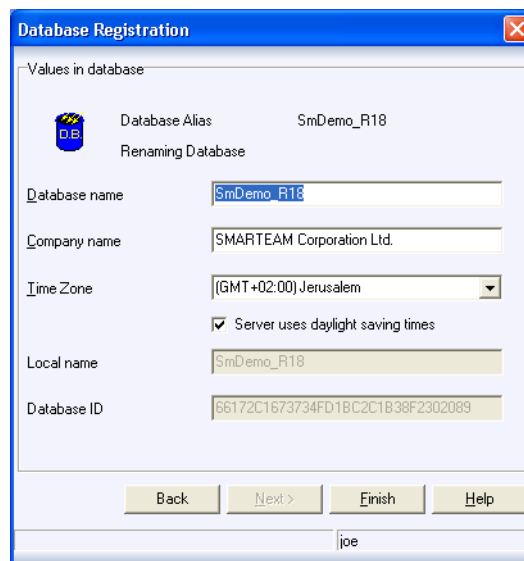 Database Registration
Values in database
D.B.
Database Alias SmDemo_R18
Renaming Database
Database name SmDemo_R18
Company name SMARTEAM Corporation Ltd.
Time Zone (GMT+02:00) Jerusalem
Server uses daylight saving times
Local name SmDemo_R18
Database ID 66172C1673734FD1BC2C1B38F2302089
Back Next > Finish Help
joe